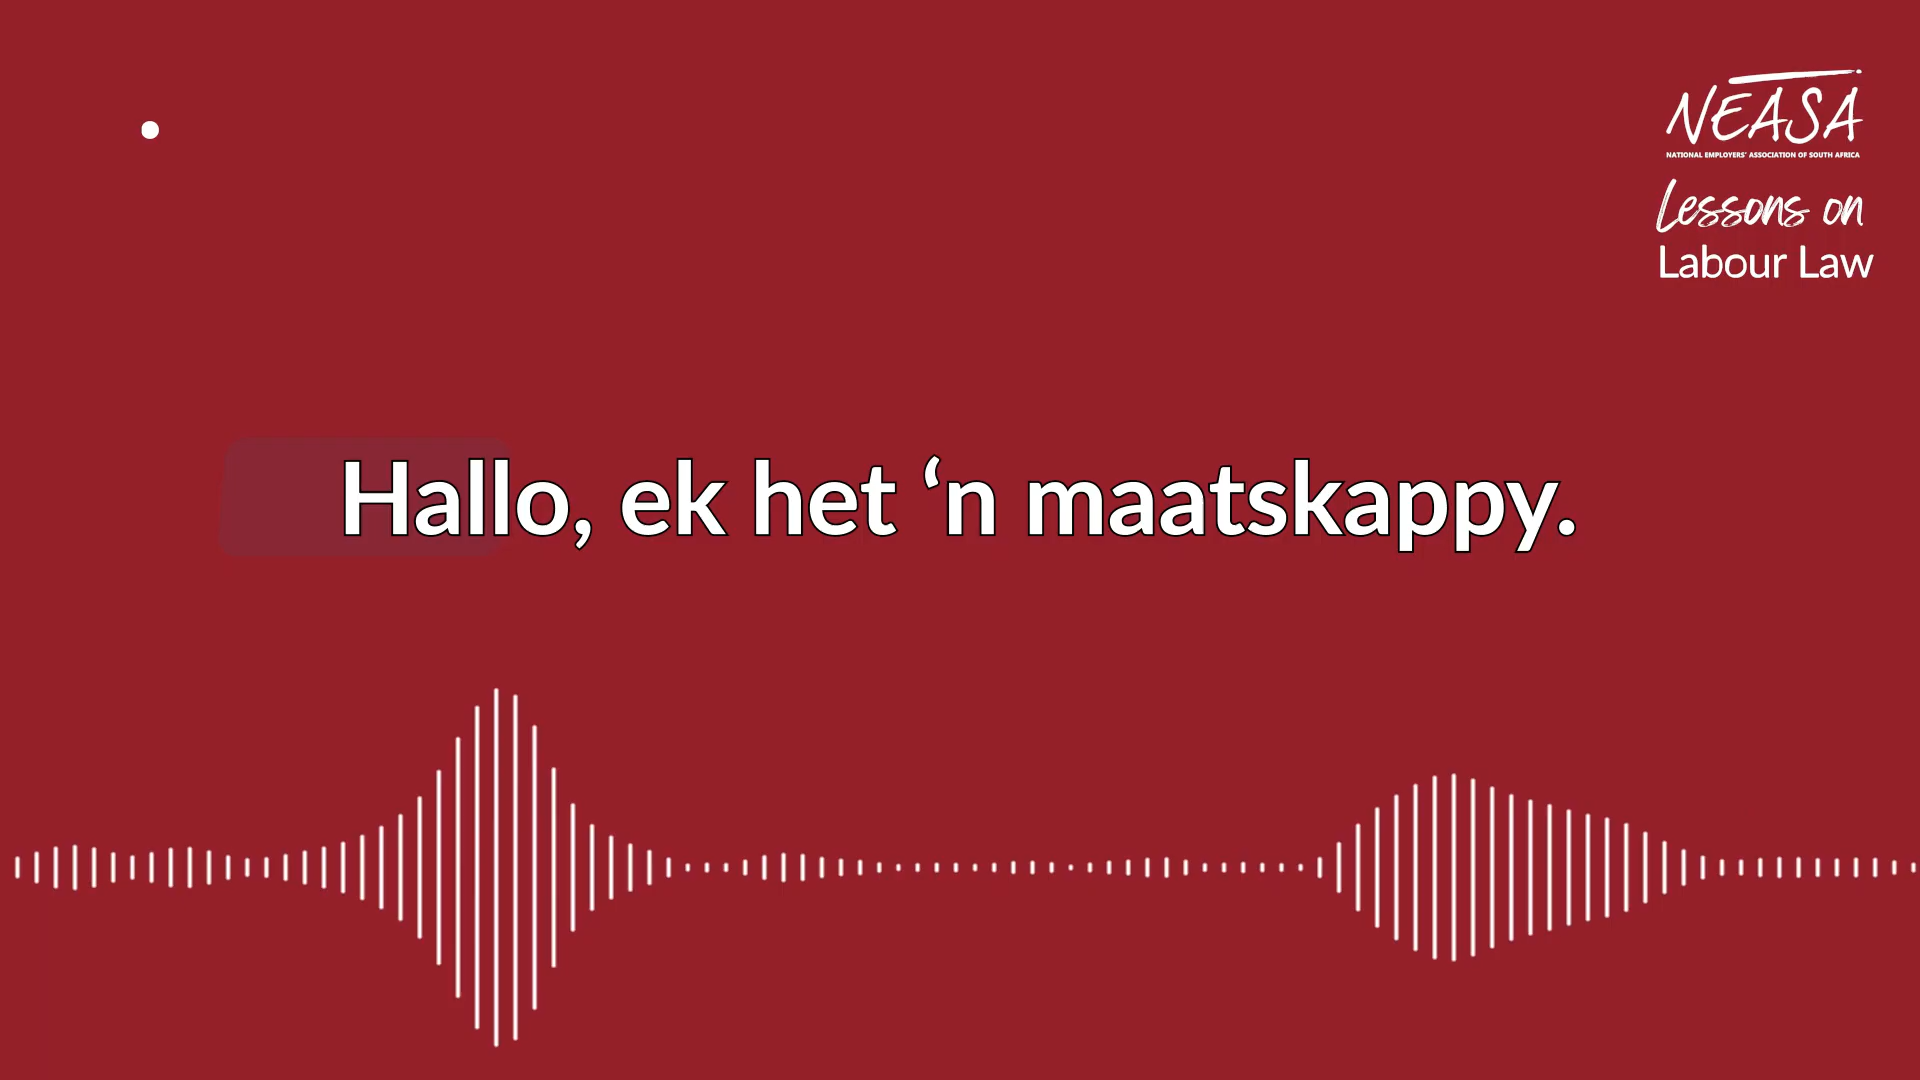 NEASA
NATIONAL EMPLOYERS' ASSOCIATION OF SOUTH AFRICA
Lessons on
Labour Law
Hallo, ek het ‘n maatskappy.